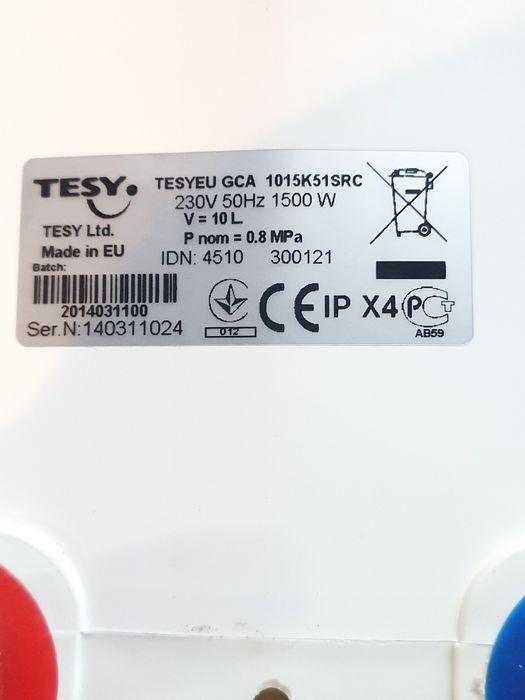 TESY.
TESY Ltd.
Made in EU
Batch:
2014031100
Ser.N:140311024
TESYEU GCA 1015K51SRC
230V 50Hz 1500 W
V = 10 L
P nom = 0.8 MPa
IDN: 4510 300121
012
CE IP X4 PCT
AB59